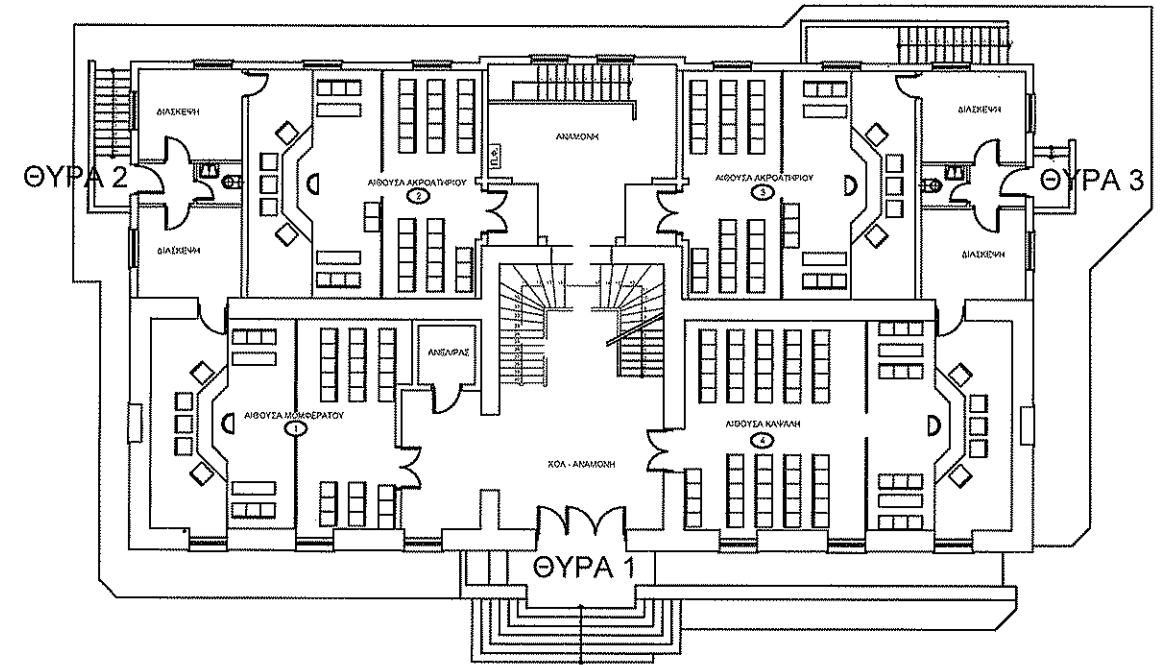 ΔΙΑΣΚΕΨΗ
ΔΙΑΣΚΕΨΗ
ΑΝΑΜΟΝΗ
Π.Φ.
ΘΥΡΑ 2
ΑΙΘΟΥΣΑ ΑΚΡΟΑΤΗΡΙΟΥ
2
ΑΙΘΟΥΣΑ ΑΚΡΟΑΤΗΡΙΟΥ
3
ΘΥΡΑ 3
ΔΙΑΣΚΕΨΗ
ΔΙΑΣΚΕΨΗ
ΑΙΘΟΥΣΑ ΜΟΜΦΕΡΑΤΟΥ
1
ΑΙΘΟΥΣΑ ΚΑΨΑΛΗ
4
ΧΟΛ - ΑΝΑΜΟΝΗ
ΘΥΡΑ 1